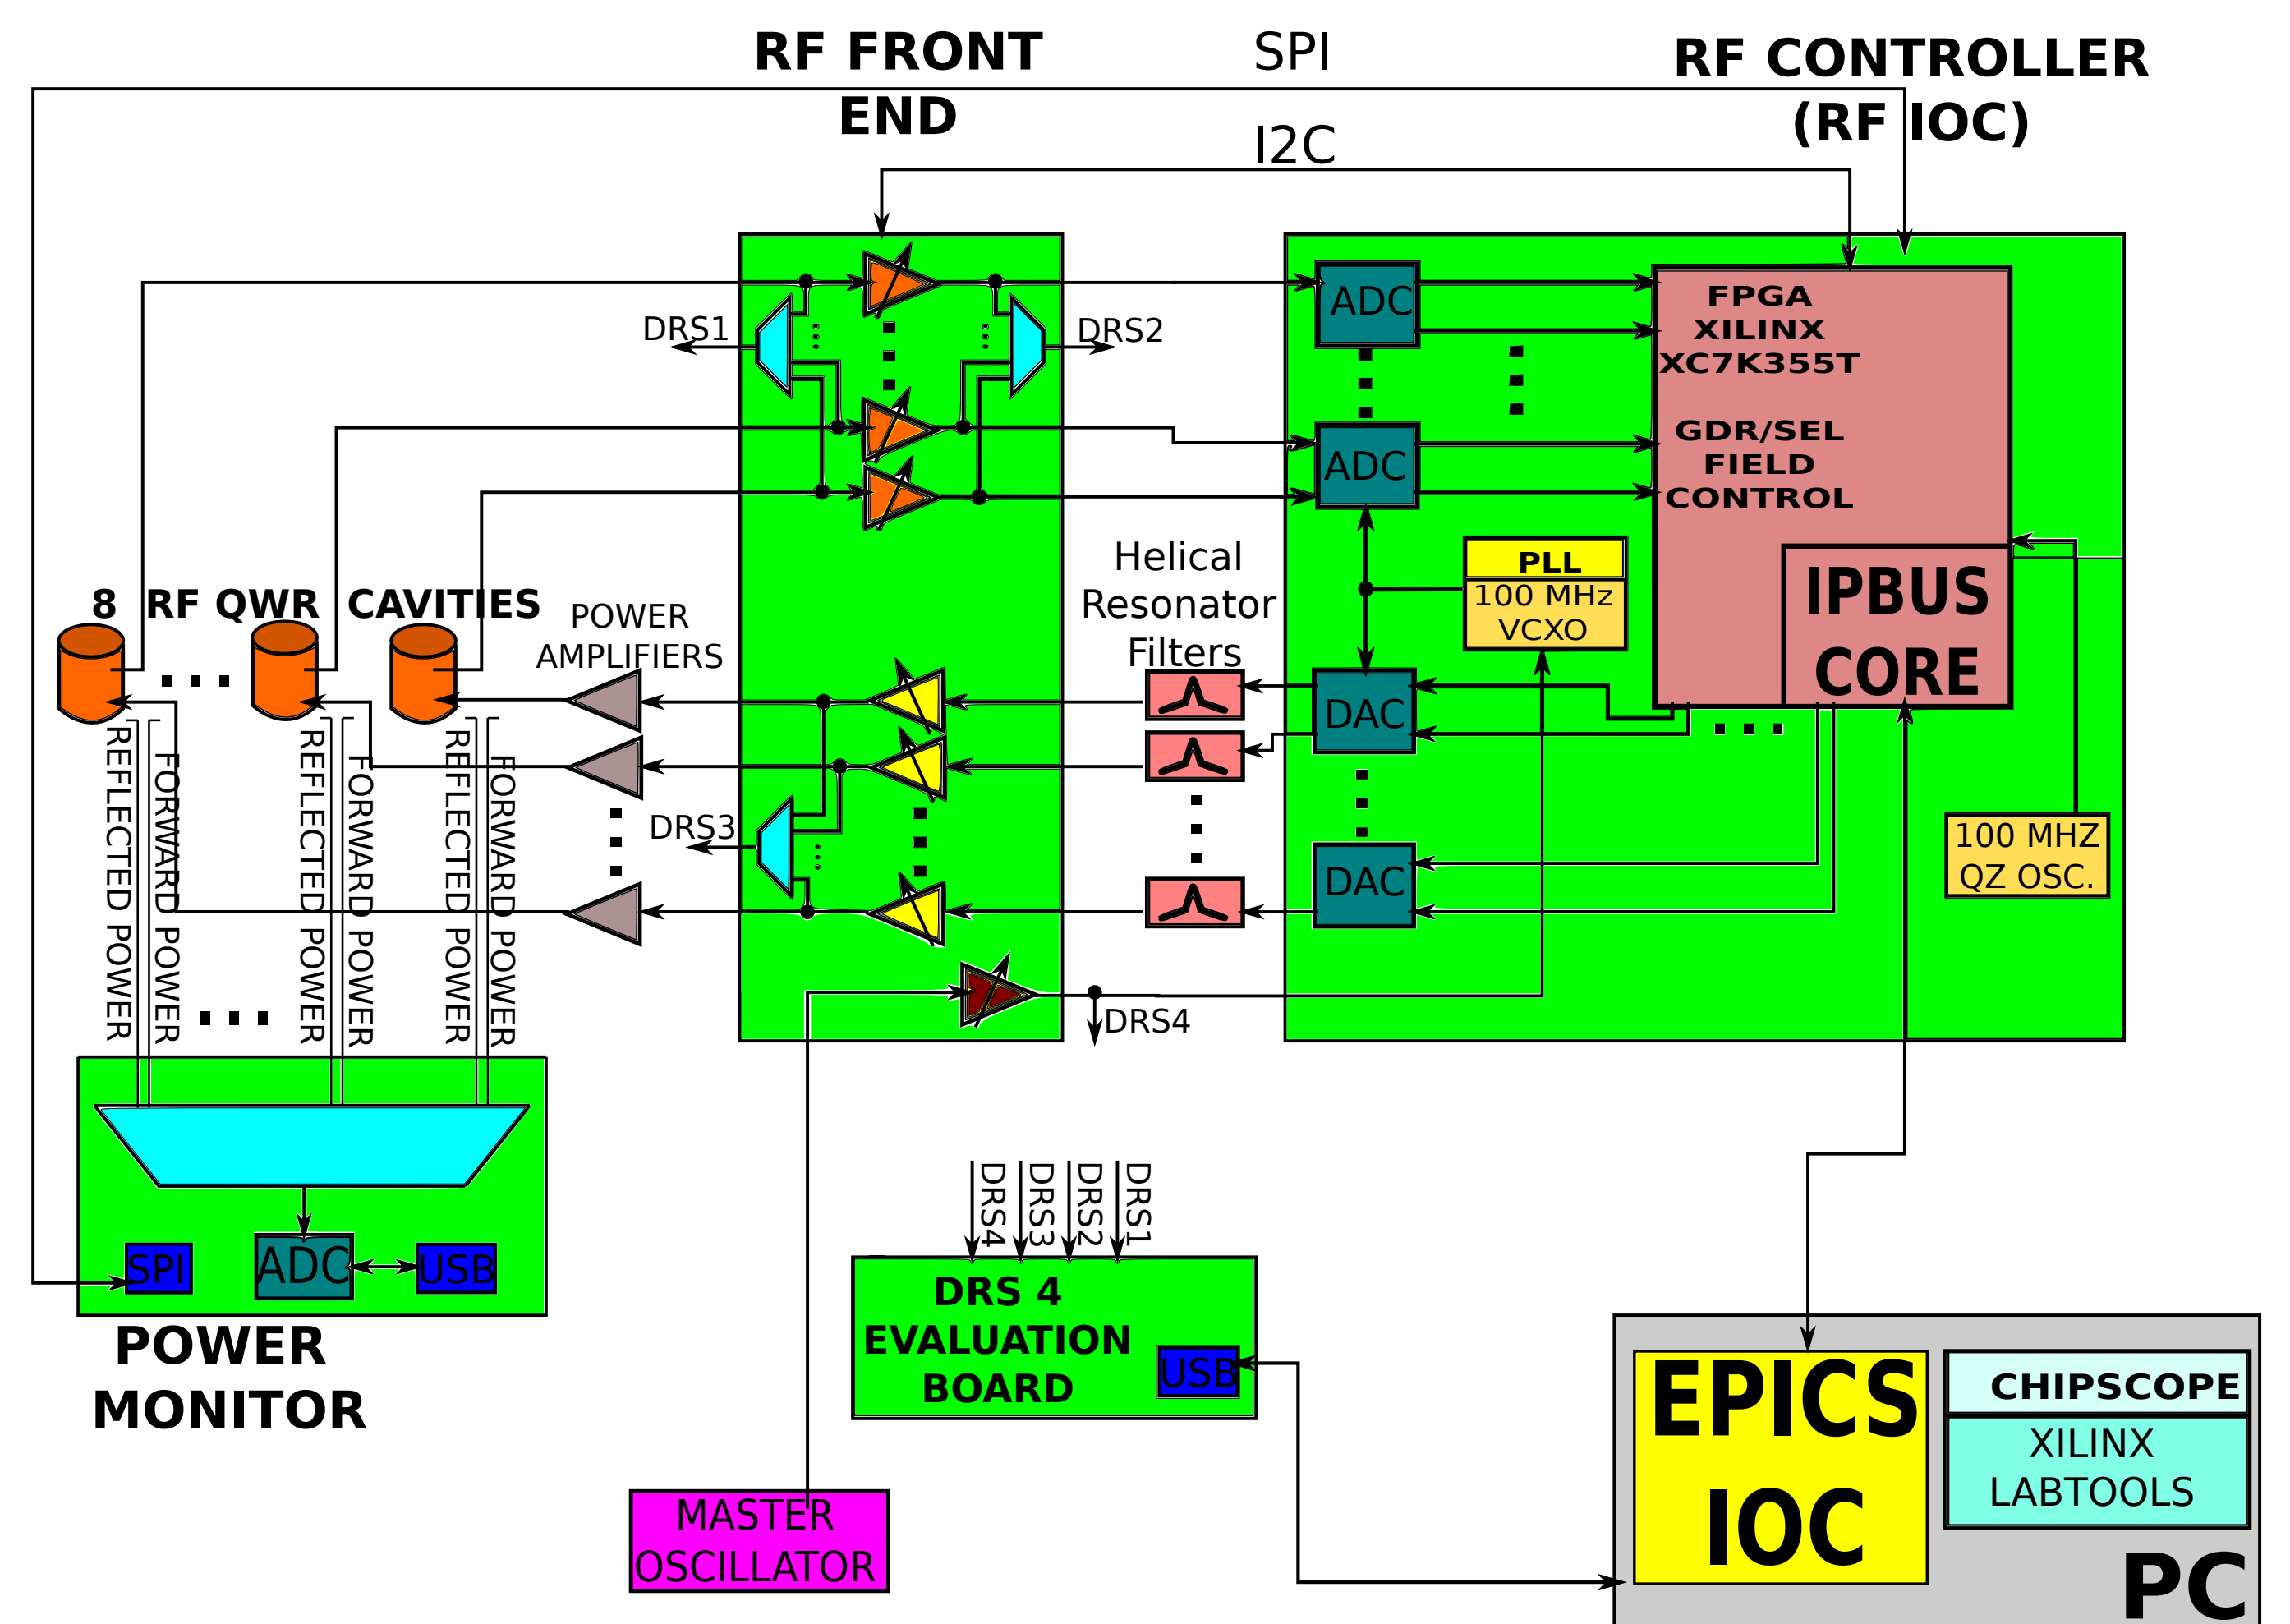 RF FRONT
END
SPI
I2C
RF CONTROLLER
(RF IOC)
DRS1
DRS2
ADC
ADC
FPGA
XILINX
XC7K355T
GDR/SEL
FIELD
CONTROL
IPBUS
CORE
PLL
100 MHz
VCXO
Helical
Resonator
Filters
8 RF QWR CAVITIES
POWER
AMPLIFIERS
DAC
DAC
DRS3
100 MHZ
QZ OSC.
REFLECTED POWER
FORWARD POWER
REFLECTED POWER
FORWARD POWER
REFLECTED POWER
FORWARD POWER
DRS4
SPI
ADC
USB
POWER
MONITOR
DRS4
DRS3
DRS2
DRS1
DRS 4
EVALUATION
BOARD
USB
MASTER
OSCILLATOR
EPICS
IOC
CHIPSCOPE
XILINX
LABTOOLS
PC